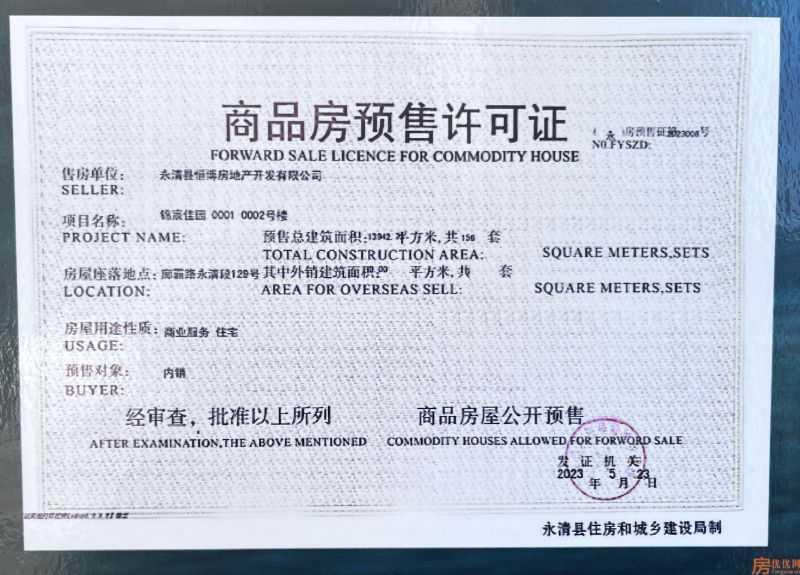 商品房预售许可证
FORWARD SALE LICENCE FOR COMMODITY HOUSE
(永)房预售证第2023008号
NO.FYSZD:
售房单位: 永清县恒博房地产开发有限公司
SELLER:
项目名称: 锦宸佳园 0001 0002号楼
PROJECT NAME:
预售总建筑面积:13942.2平方米,共156 套
TOTAL CONSTRUCTION AREA: SQUARE METERS,SETS
房屋座落地点: 廊霸路永清段129号 其中外销建筑面积: 平方米,共 套
LOCATION: AREA FOR OVERSEAS SELL: SQUARE METERS,SETS
房屋用途性质: 商业服务 住宅
USAGE:
预售对象: 内销
BUYER:
经审查,批准以上所列 商品房屋公开预售
AFTER EXAMINATION,THE ABOVE MENTIONED COMMODITY HOUSES ALLOWED FOR FORWORD SALE
发证机关
2023 5 23
年 月 日
永清县住房和城乡建设局制
房优优网